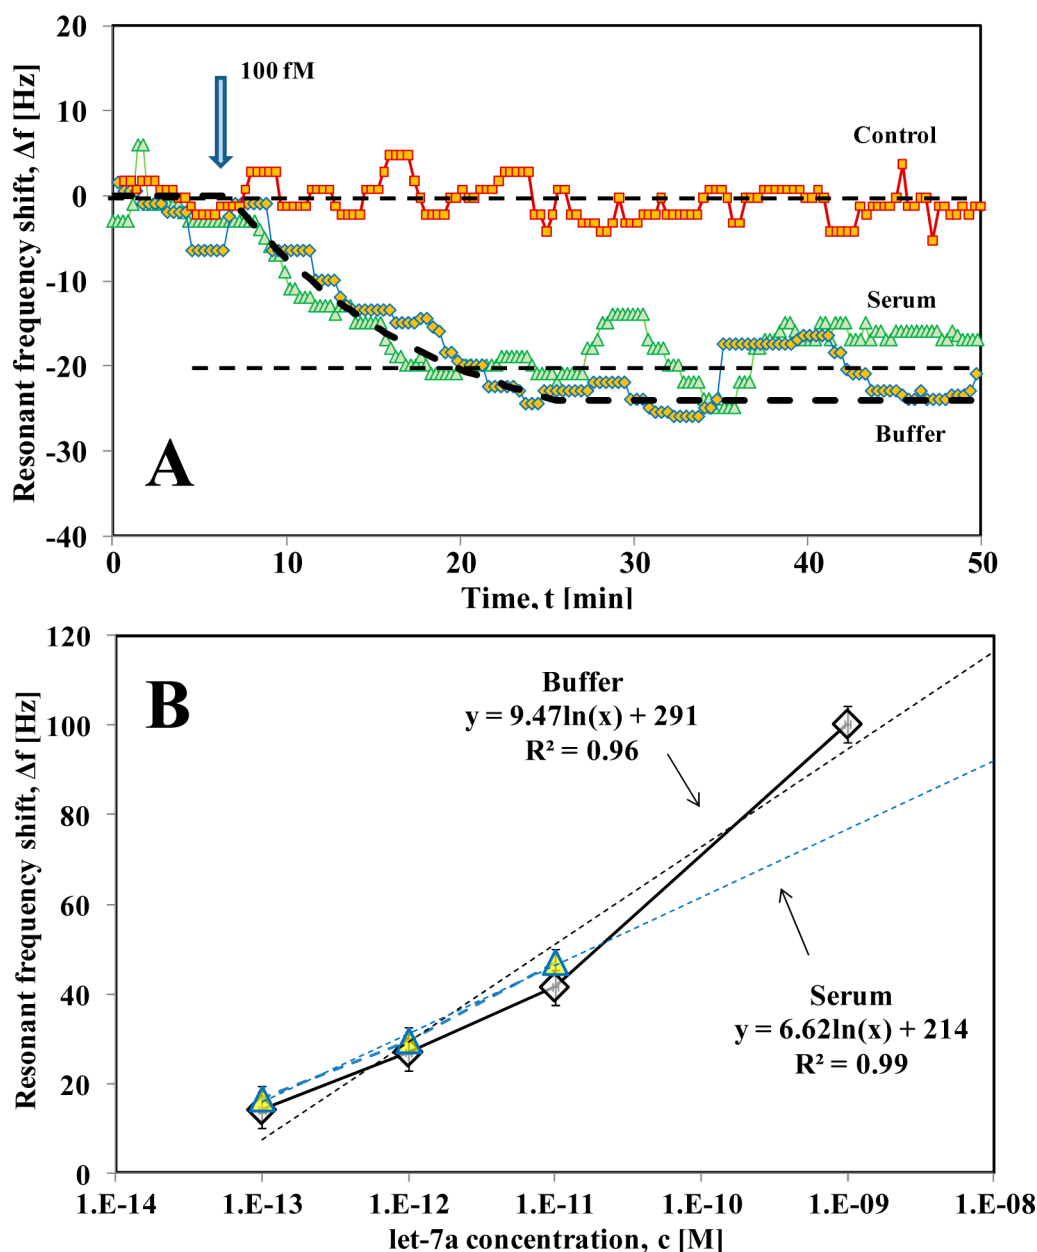 20
10
0
-10
-20
-30
-40
Resonant frequency shift, Δf [Hz]
100 fM
Control
Serum
Buffer
A
0 10 20 30 40 50
Time, t [min]
120
100
80
60
40
20
0
Resonant frequency shift, Δf [Hz]
B
Buffer
y = 9.47ln(x) + 291
R² = 0.96
Serum
y = 6.62ln(x) + 214
R² = 0.99
1.E-14 1.E-13 1.E-12 1.E-11 1.E-10 1.E-09 1.E-08
let-7a concentration, c [M]